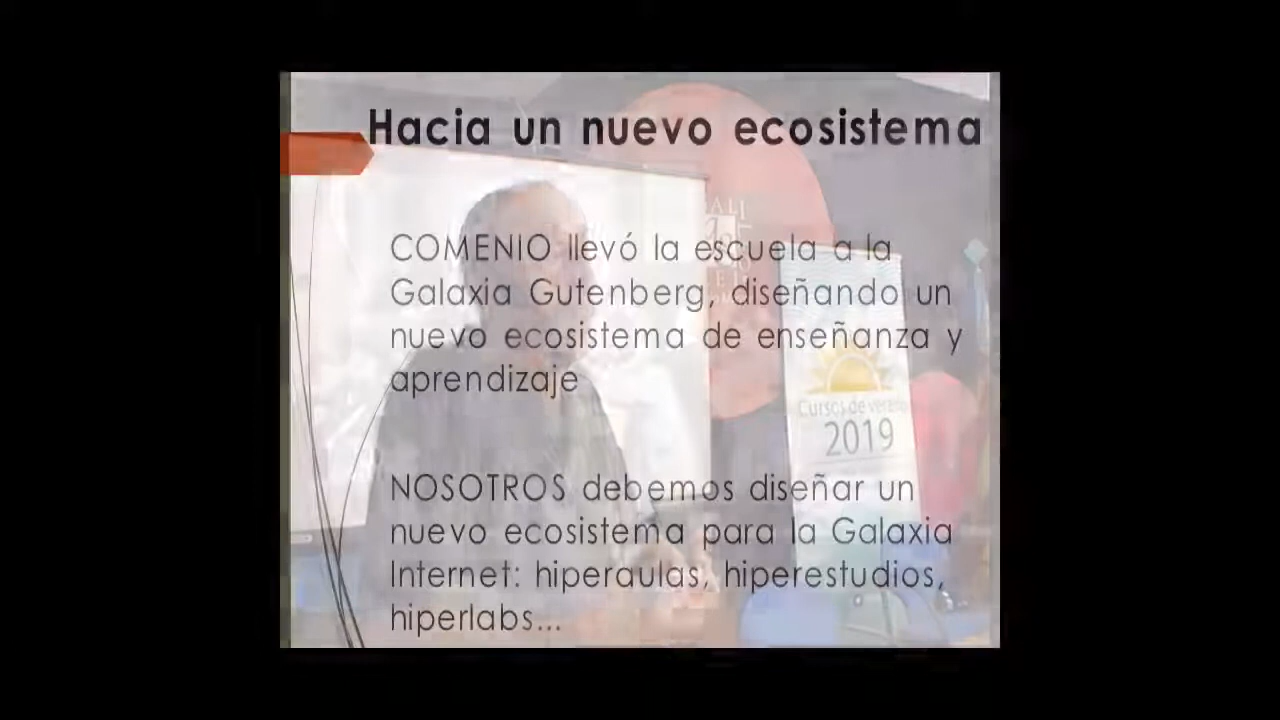 Hacia un nuevo ecosistema
COMENIO llevó la escuela a la
Galaxia Gutenberg, diseñando un
nuevo ecosistema de enseñanza y
aprendizaje
NOSOTROS debemos diseñar un
nuevo ecosistema para la Galaxia
Internet: hiperaulas, hiperestudios,
hiperlabs...
Cursos de verano
2019